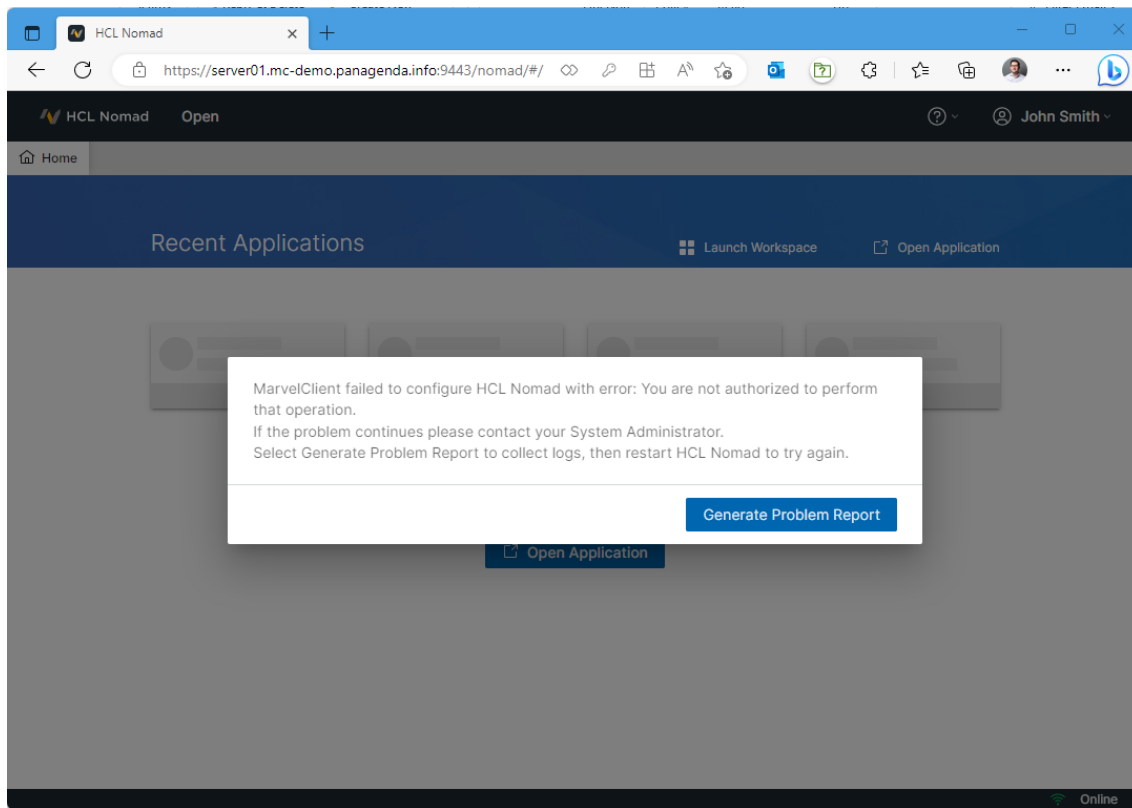 HCL Nomad
https://server01.mc-demo.panagenda.info:9443/nomad/#/
HCL Nomad Open John Smith
Home
Recent Applications Launch Workspace Open Application
MarvelClient failed to configure HCL Nomad with error: You are not authorized to perform
that operation.
If the problem continues please contact your System Administrator.
Select Generate Problem Report to collect logs, then restart HCL Nomad to try again.
Generate Problem Report
Open Application
Online